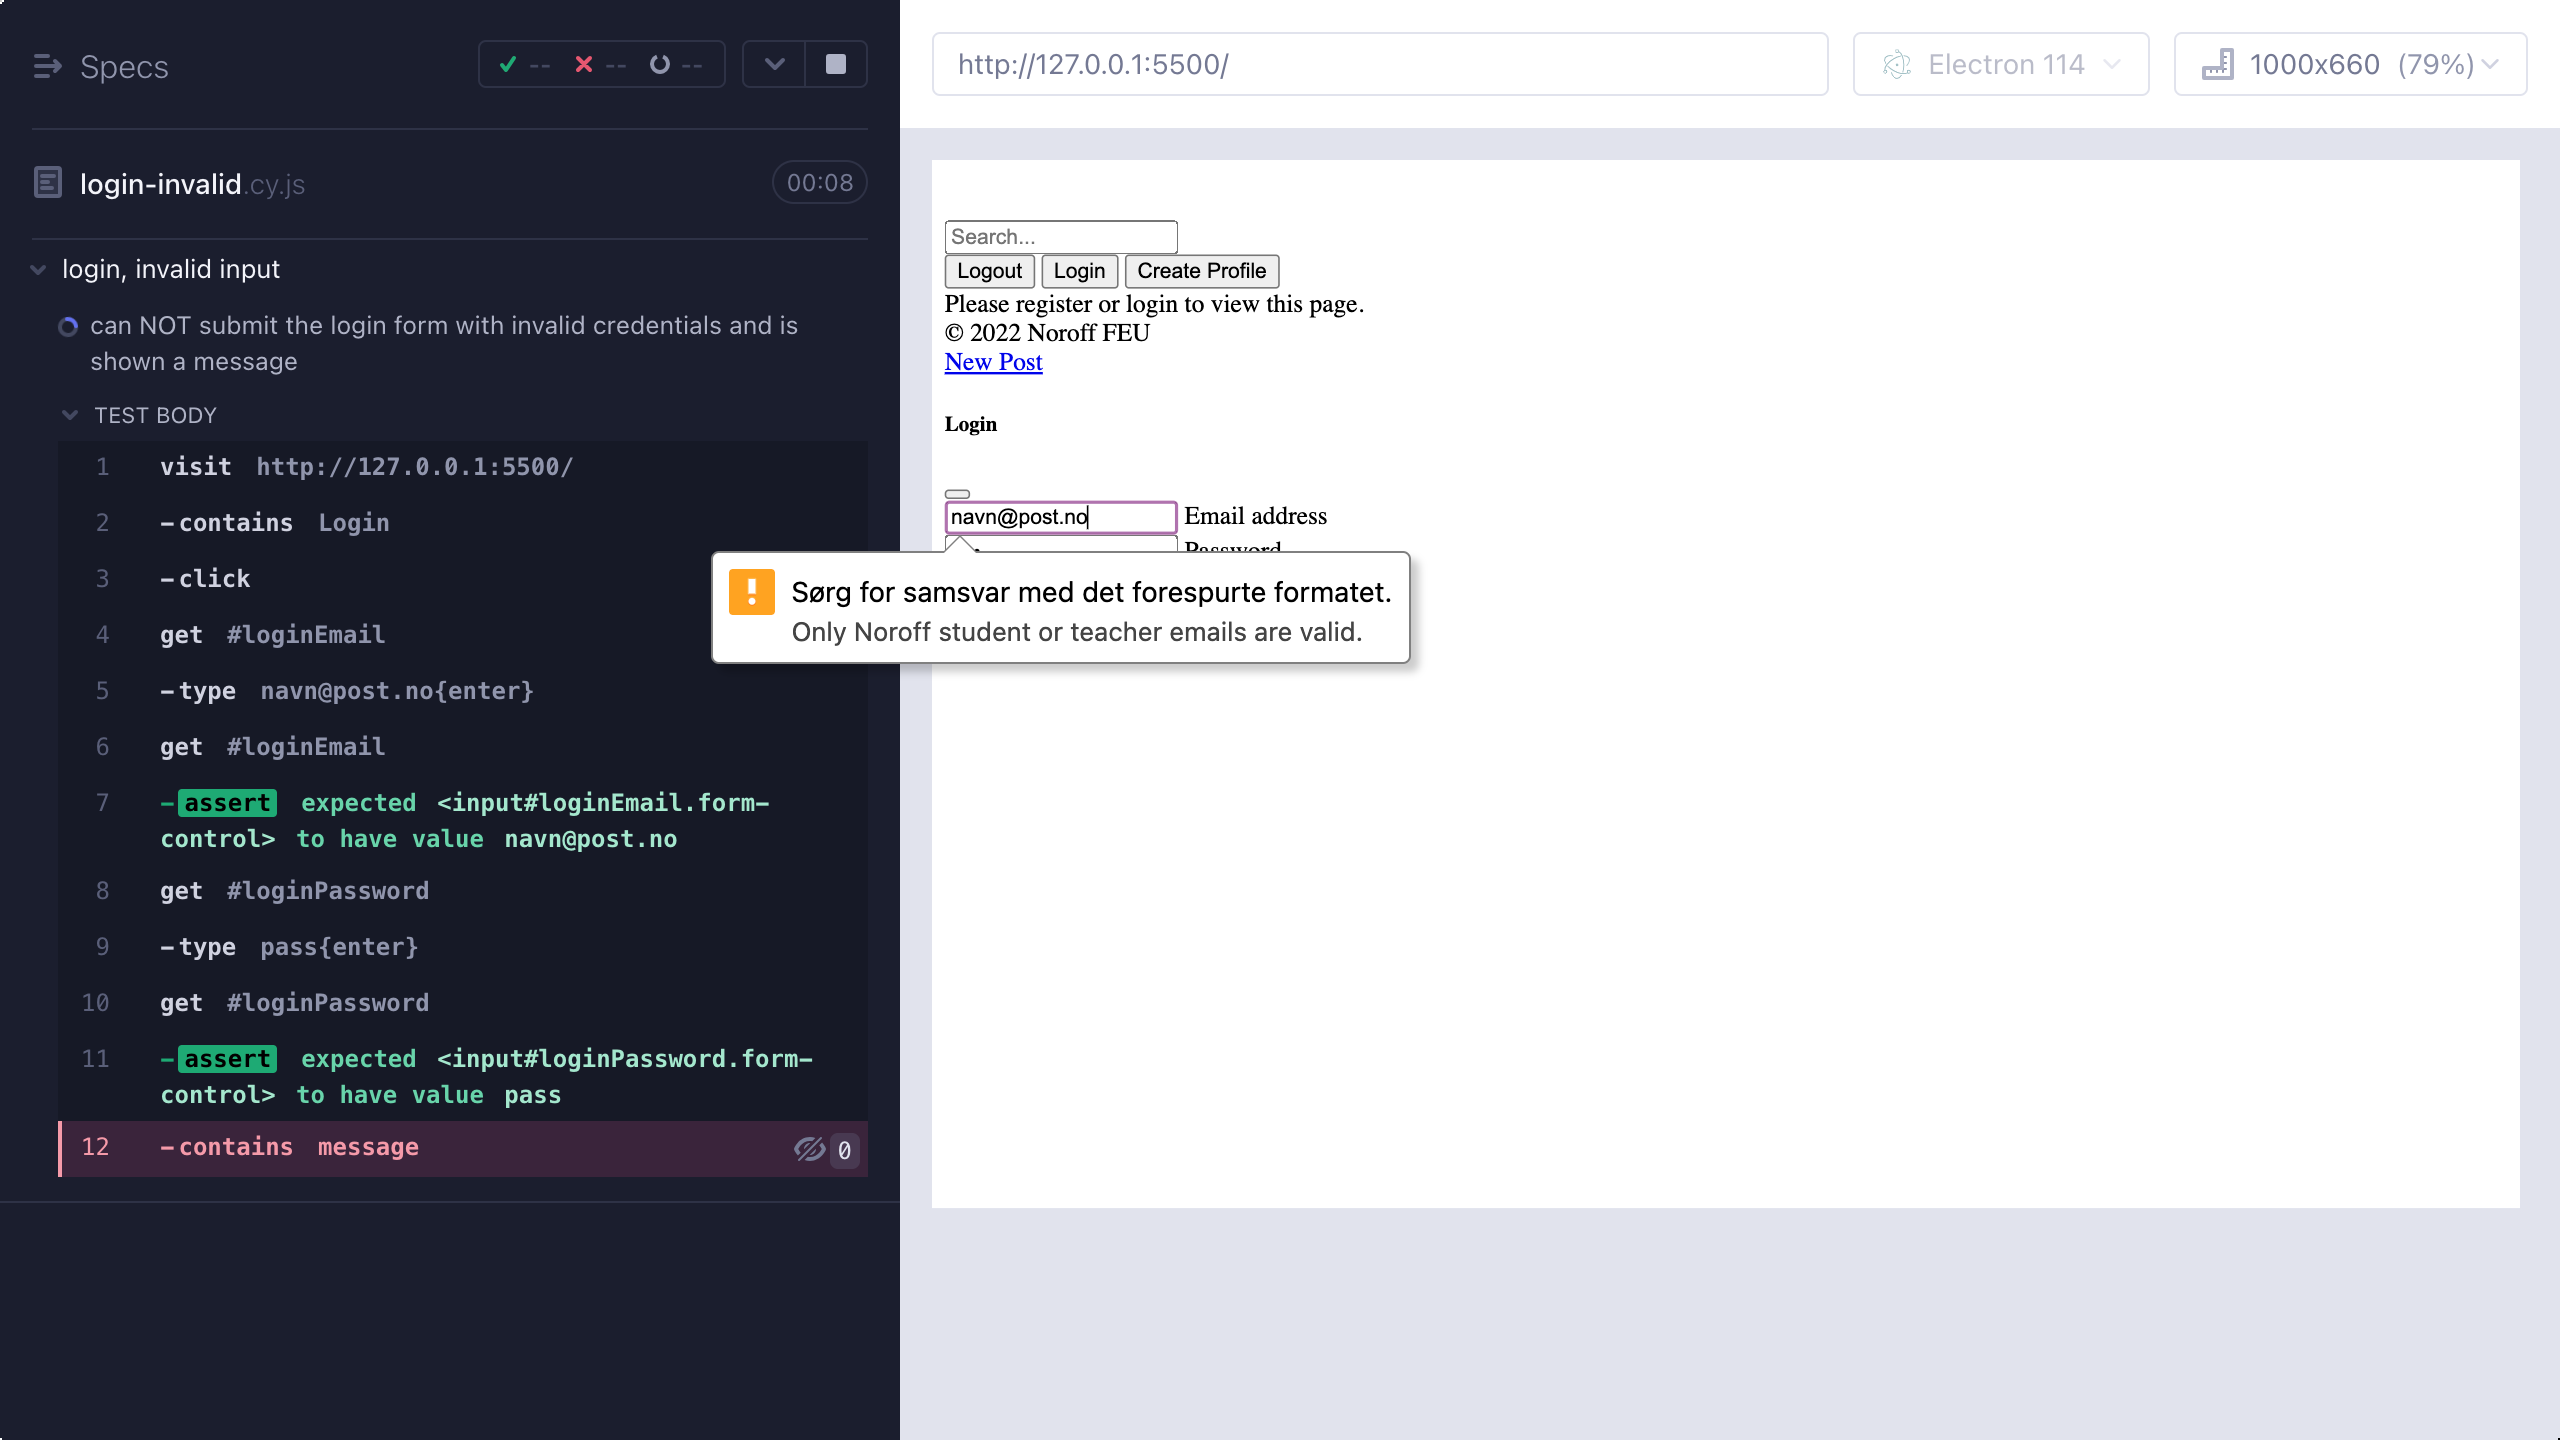 Specs
-- -- --
login-invalid.cy.js 00:08
login, invalid input
can NOT submit the login form with invalid credentials and is
shown a message
TEST BODY
1 visit http://127.0.0.1:5500/
2 -contains Login
3 -click
4 get #loginEmail
5 -type navn@post.no{enter}
6 get #loginEmail
7 -assert expected <input#loginEmail.form-
control> to have value navn@post.no
8 get #loginPassword
9 -type pass{enter}
10 get #loginPassword
11 -assert expected <input#loginPassword.form-
control> to have value pass
12 -contains message 0
http://127.0.0.1:5500/ Electron 114 1000x660 (79%)
Search...
Logout Login Create Profile
Please register or login to view this page.
© 2022 Noroff FEU
New Post
Login
navn@post.no Email address
Password
Sørg for samsvar med det forespurte formatet.
Only Noroff student or teacher emails are valid.